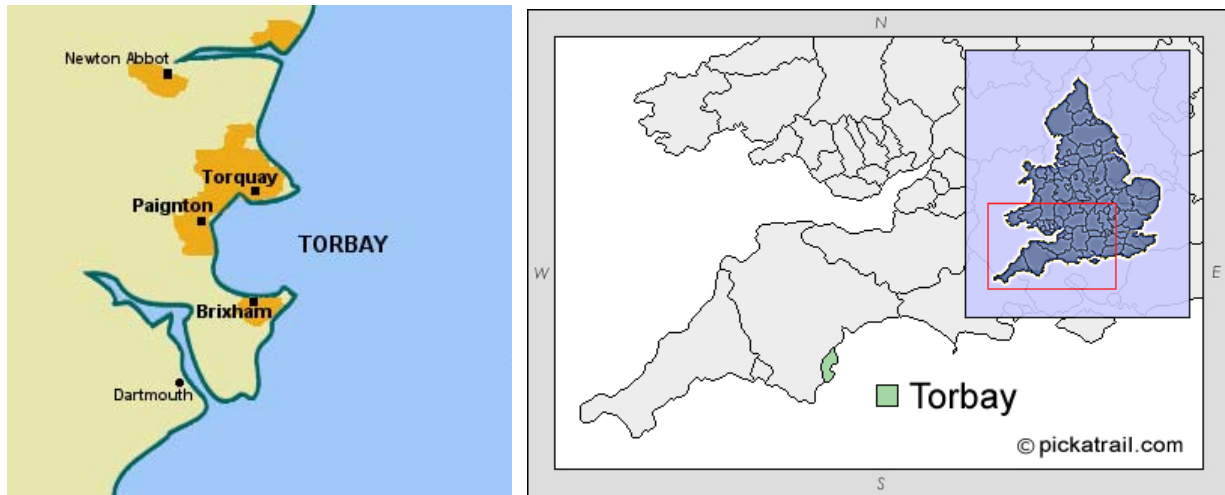 Newton Abbot
Torquay
Paignton
TORBAY
Brixham
Dartmouth
N
W
E
Torbay
© pickatrail.com
S